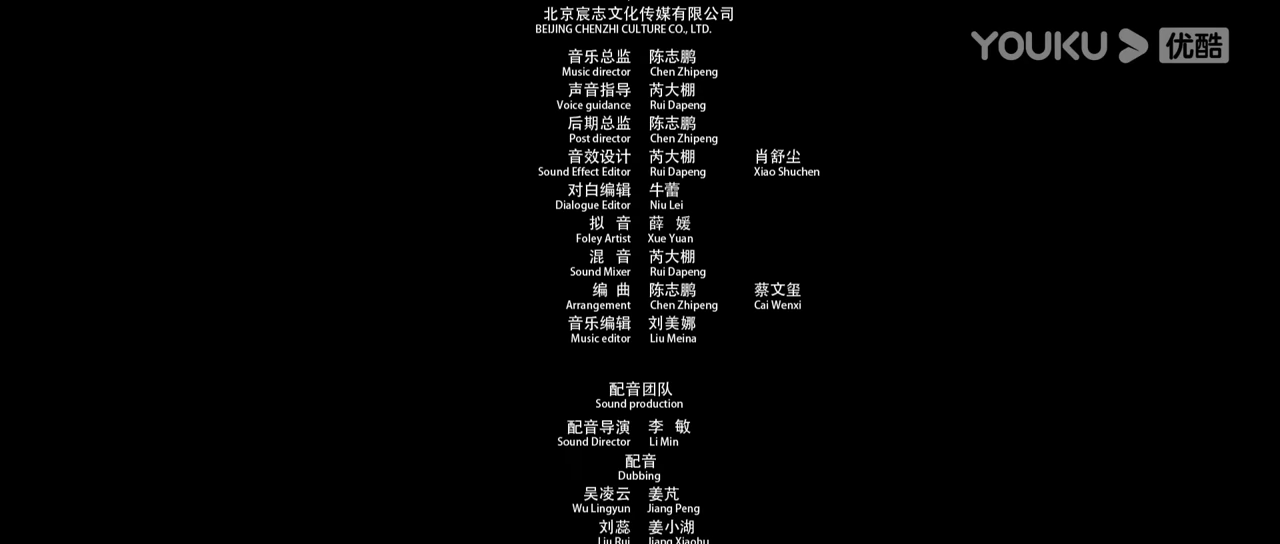 北京宸志文化传媒有限公司
BEIJING CHENZHI CULTURE CO., LTD.
YOUKU 优酷
音乐总监 陈志鹏
Music director Chen Zhipeng
声音指导 芮大棚
Voice guidance Rui Dapeng
后期总监 陈志鹏
Post director Chen Zhipeng
音效设计 芮大棚 肖舒尘
Sound Effect Editor Rui Dapeng Xiao Shuchen
对白编辑 牛蕾
Dialogue Editor Niu Lei
拟 音 薛 媛
Foley Artist Xue Yuan
混 音 芮大棚
Sound Mixer Rui Dapeng
编 曲 陈志鹏 蔡文玺
Arrangement Chen Zhipeng Cai Wenxi
音乐编辑 刘美娜
Music editor Liu Meina
配音团队
Sound production
配音导演 李 敏
Sound Director Li Min
配音
Dubbing
吴凌云 姜芃
Wu Lingyun Jiang Peng
刘蕊 姜小湖
Liu Rui Jiang Xiaohu